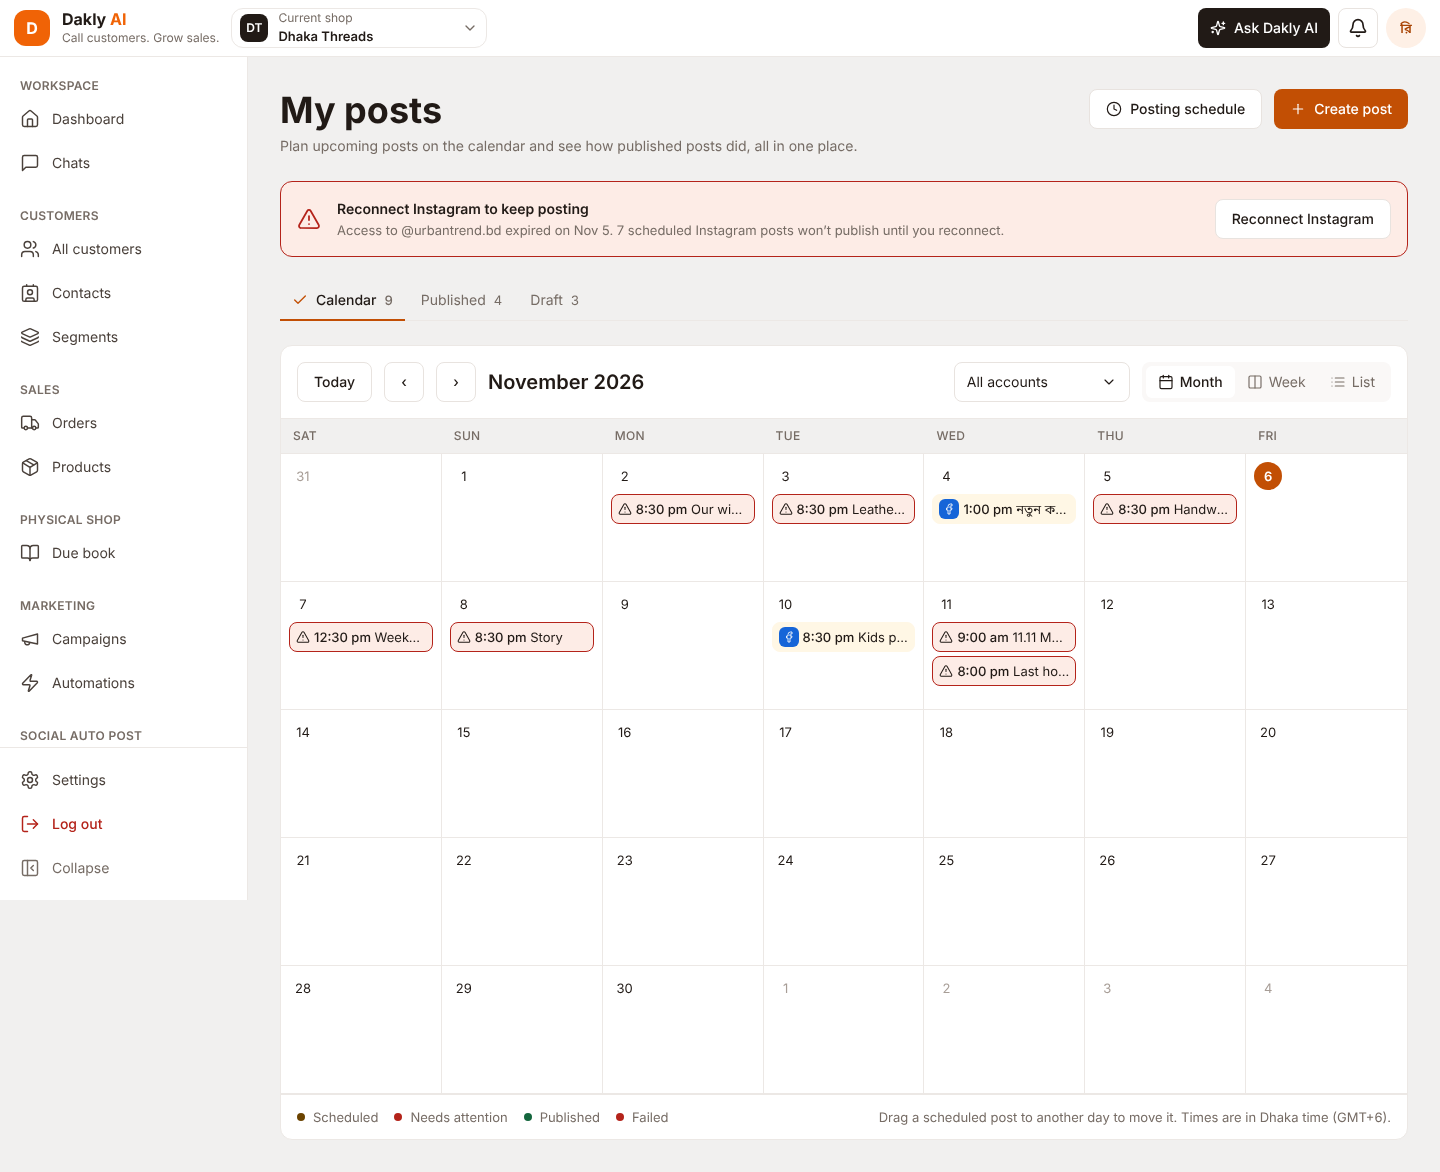 D
Dakly AI
Call customers. Grow sales.
DT
Current shop
Dhaka Threads
Ask Dakly AI
রি
WORKSPACE
Dashboard
Chats
CUSTOMERS
All customers
Contacts
Segments
SALES
Orders
Products
PHYSICAL SHOP
Due book
MARKETING
Campaigns
Automations
SOCIAL AUTO POST
Settings
Log out
Collapse
My posts
Plan upcoming posts on the calendar and see how published posts did, all in one place.
Posting schedule
+ Create post
Reconnect Instagram to keep posting
Access to @urbantrend.bd expired on Nov 5. 7 scheduled Instagram posts won't publish until you reconnect.
Reconnect Instagram
Calendar 9
Published 4
Draft 3
Today
‹
›
November 2026
All accounts
Month
Week
List
SAT SUN MON TUE WED THU FRI
31 1 2 3 4 5 6
8:30 pm Our wi...
8:30 pm Leathe...
1:00 pm নতুন ক...
8:30 pm Handw...
7 8 9 10 11 12 13
12:30 pm Week...
8:30 pm Story
8:30 pm Kids p...
9:00 am 11.11 M...
8:00 pm Last ho...
14 15 16 17 18 19 20
21 22 23 24 25 26 27
28 29 30 1 2 3 4
Scheduled
Needs attention
Published
Failed
Drag a scheduled post to another day to move it. Times are in Dhaka time (GMT+6).